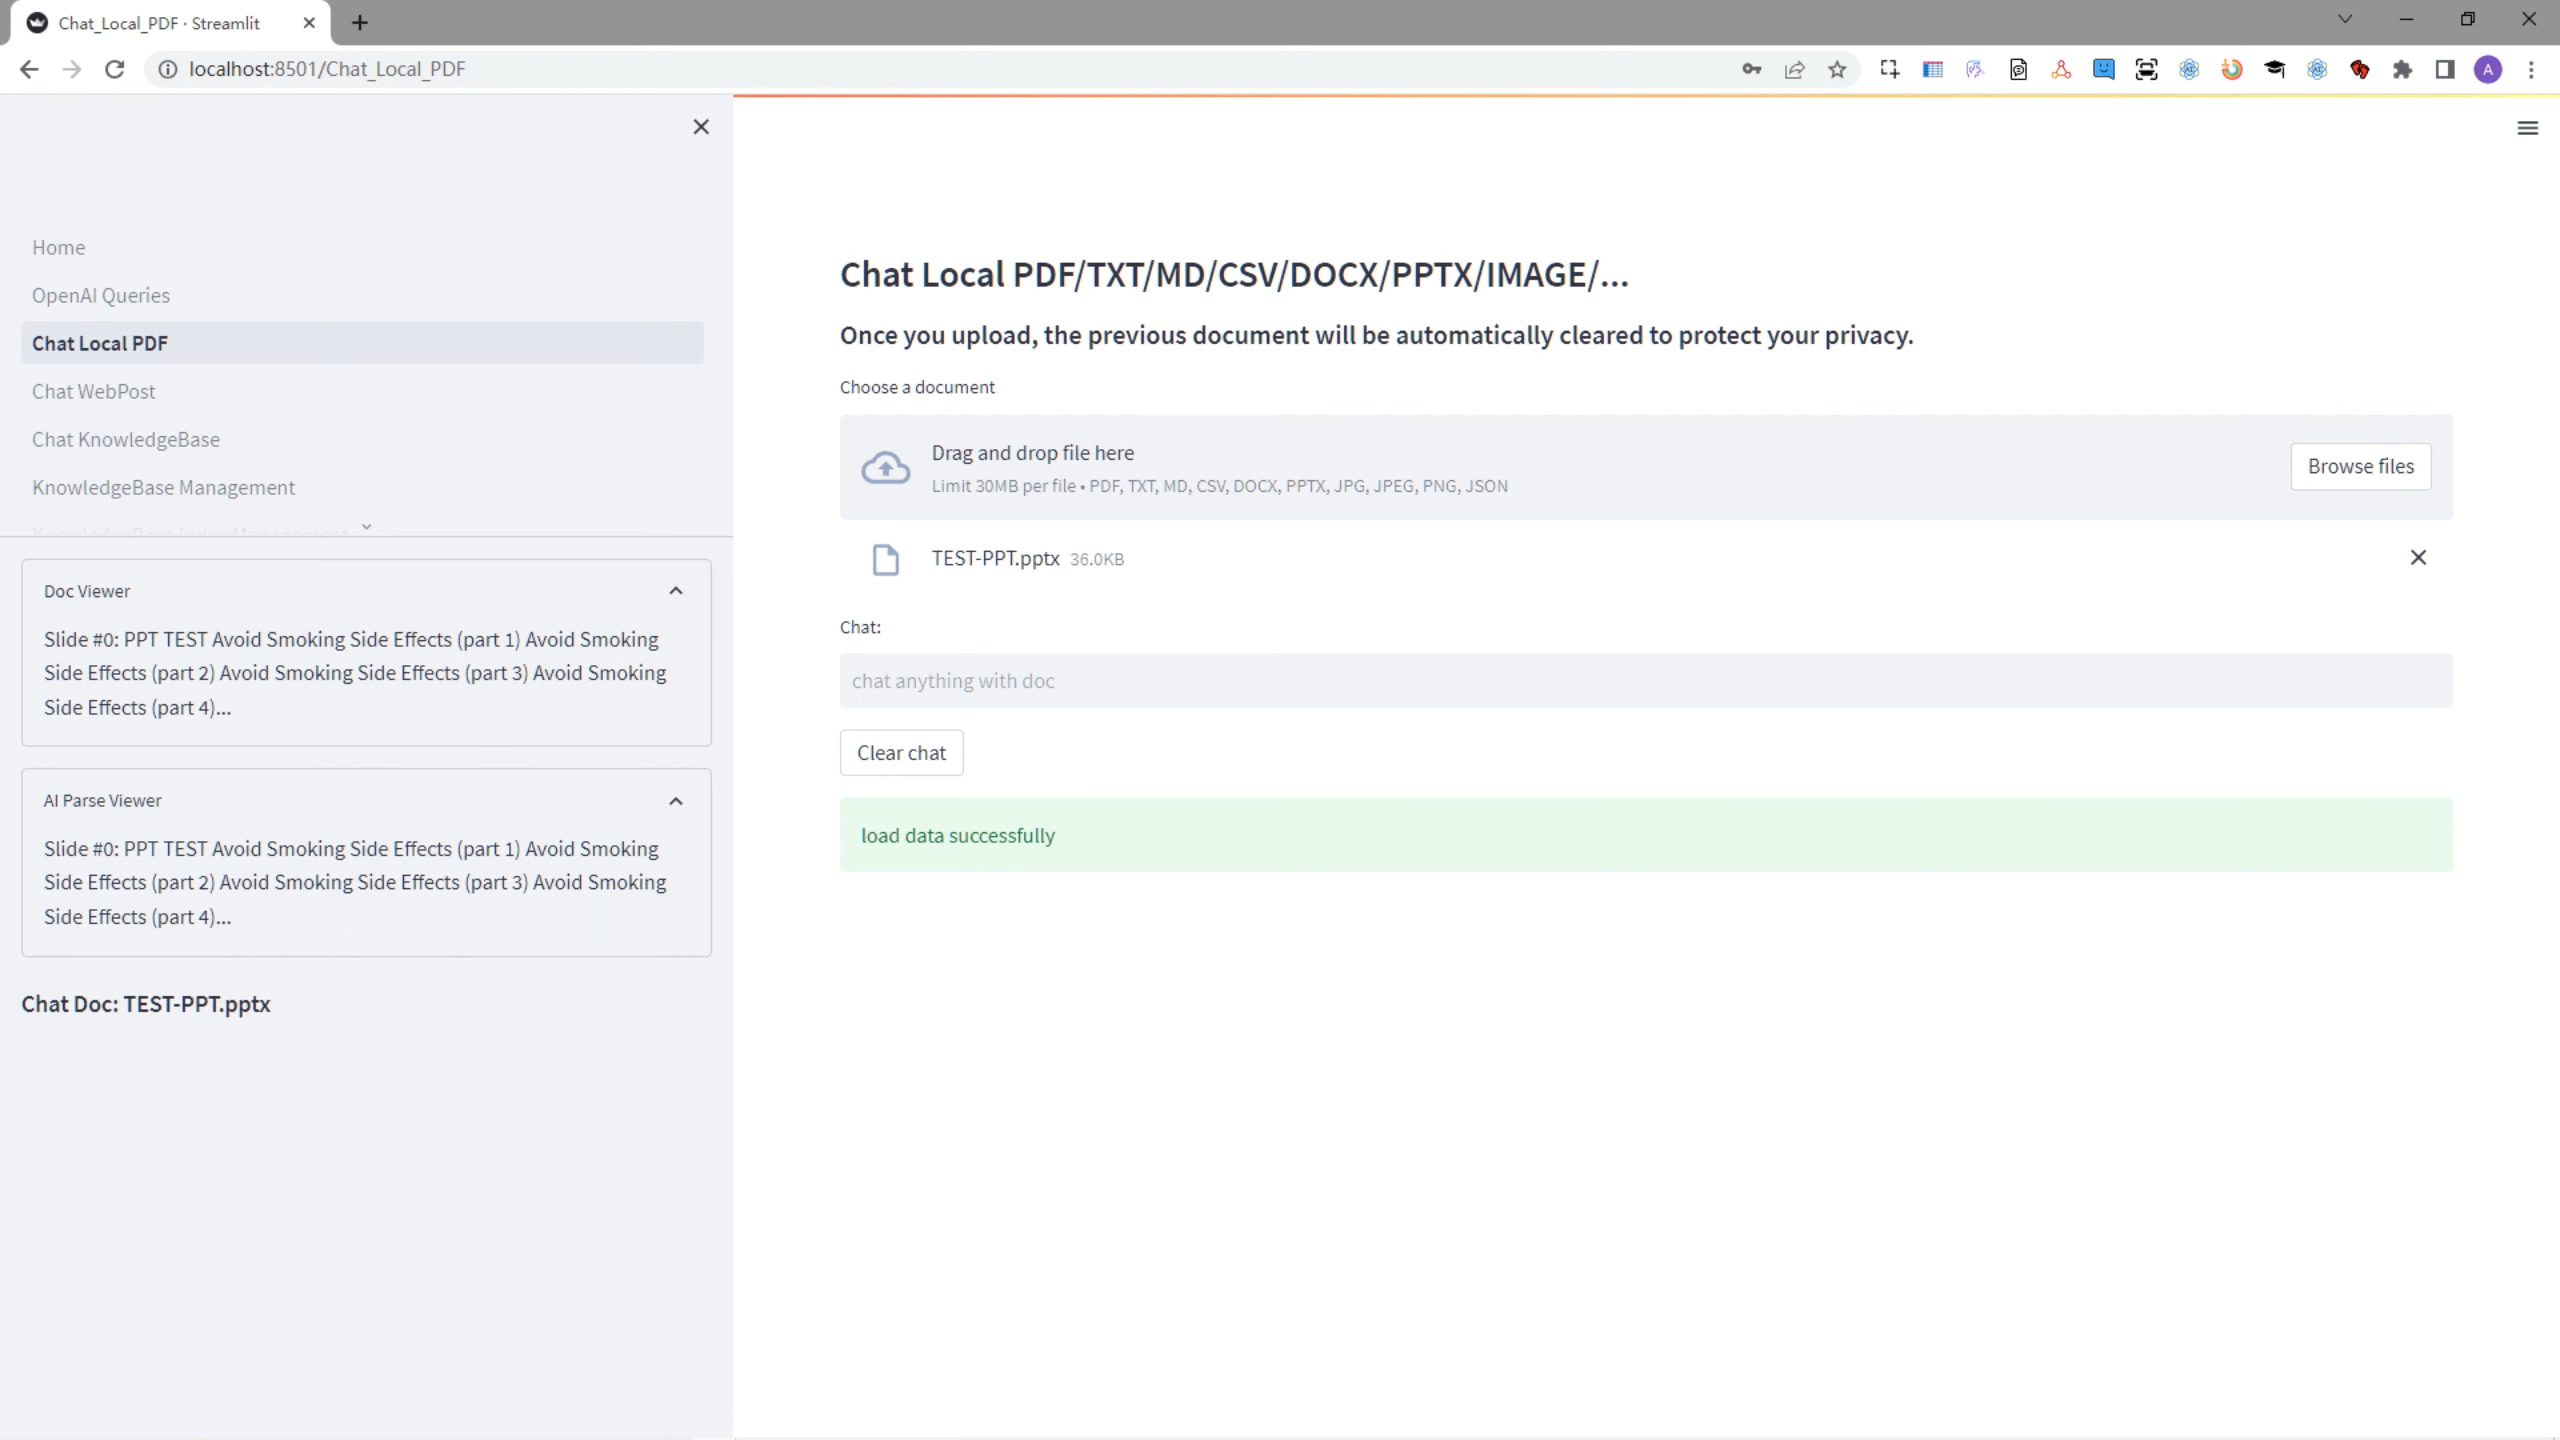 Chat_Local_PDF · Streamlit
localhost:8501/Chat_Local_PDF
A
Home
OpenAI Queries
Chat Local PDF
Chat WebPost
Chat KnowledgeBase
KnowledgeBase Management
KnowledgeBase Index Management
Doc Viewer
Slide #0: PPT TEST Avoid Smoking Side Effects (part 1) Avoid Smoking
Side Effects (part 2) Avoid Smoking Side Effects (part 3) Avoid Smoking
Side Effects (part 4)...
AI Parse Viewer
Slide #0: PPT TEST Avoid Smoking Side Effects (part 1) Avoid Smoking
Side Effects (part 2) Avoid Smoking Side Effects (part 3) Avoid Smoking
Side Effects (part 4)...
Chat Doc: TEST-PPT.pptx
Chat Local PDF/TXT/MD/CSV/DOCX/PPTX/IMAGE/...
Once you upload, the previous document will be automatically cleared to protect your privacy.
Choose a document
Drag and drop file here
Limit 30MB per file • PDF, TXT, MD, CSV, DOCX, PPTX, JPG, JPEG, PNG, JSON
Browse files
TEST-PPT.pptx 36.0KB
Chat:
chat anything with doc
Clear chat
load data successfully